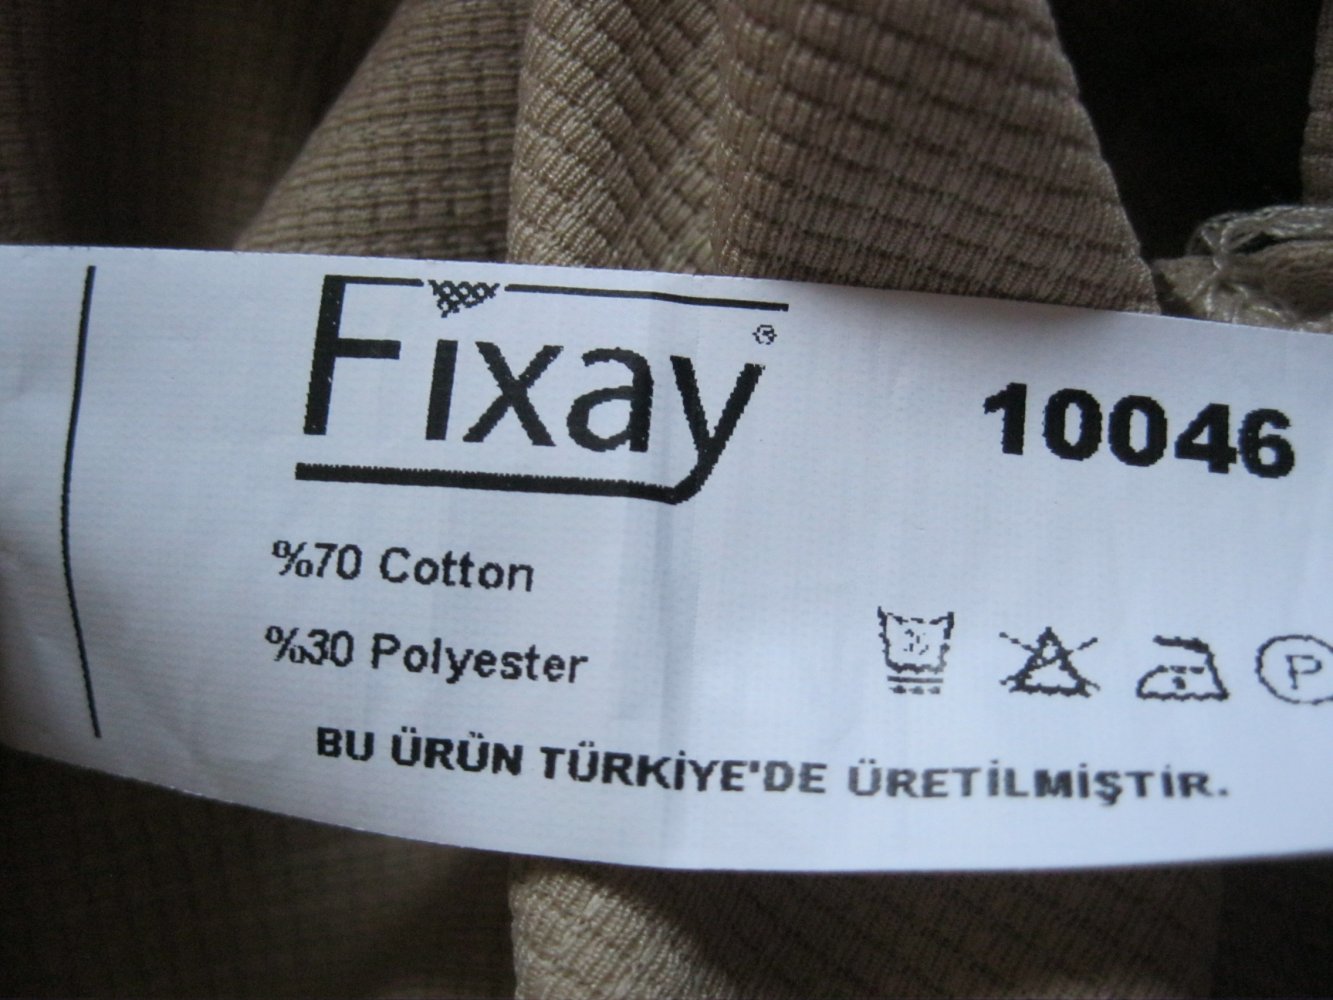 Fixay ®
10046
%70 Cotton
%30 Polyester
P
BU ÜRÜN TÜRKİYE'DE ÜRETİLMİŞTİR.